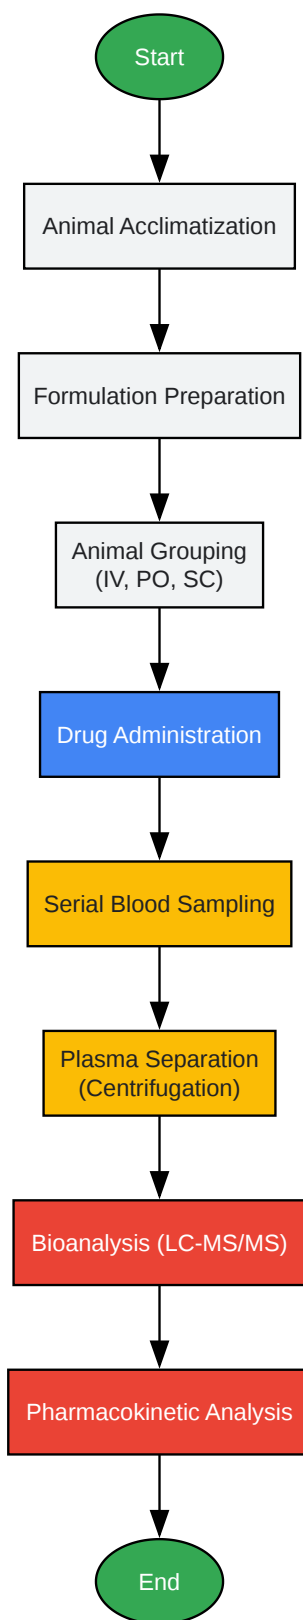 Start
Animal Acclimatization
Formulation Preparation
Animal Grouping
(IV, PO, SC)
Drug Administration
Serial Blood Sampling
Plasma Separation
(Centrifugation)
Bioanalysis (LC-MS/MS)
Pharmacokinetic Analysis
End